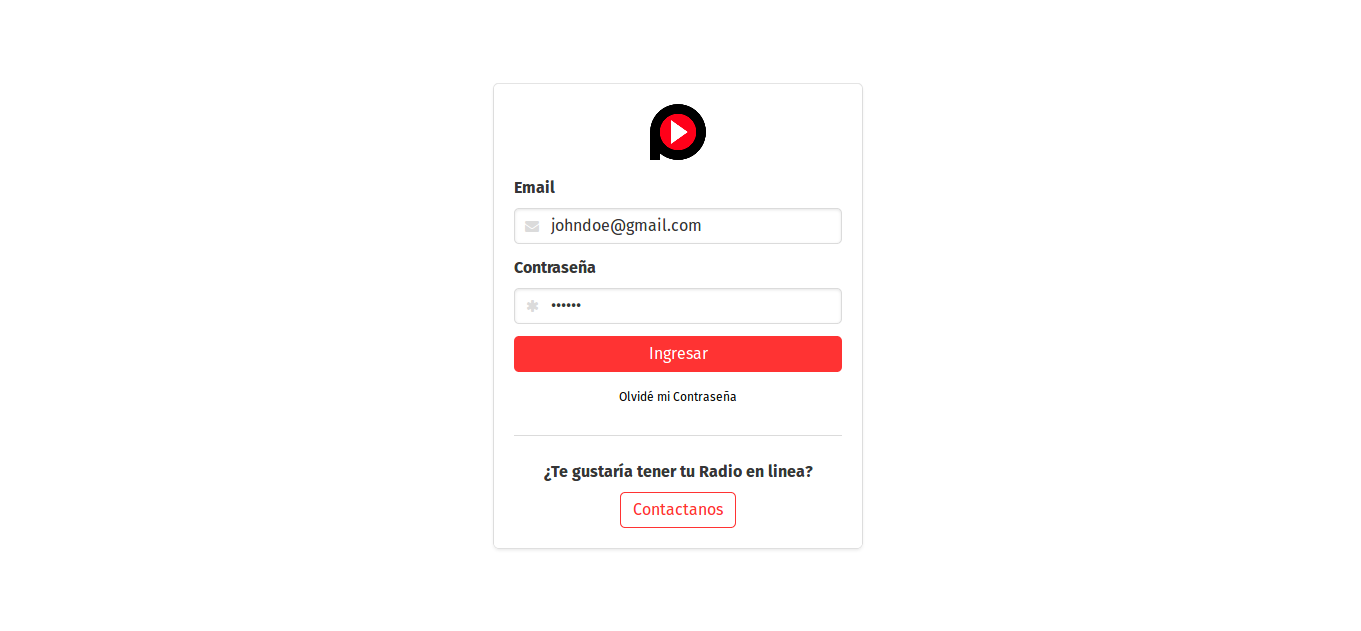 Email
johndoe@gmail.com
Contraseña
••••••
Ingresar
Olvidé mi Contraseña
¿Te gustaría tener tu Radio en linea?
Contactanos